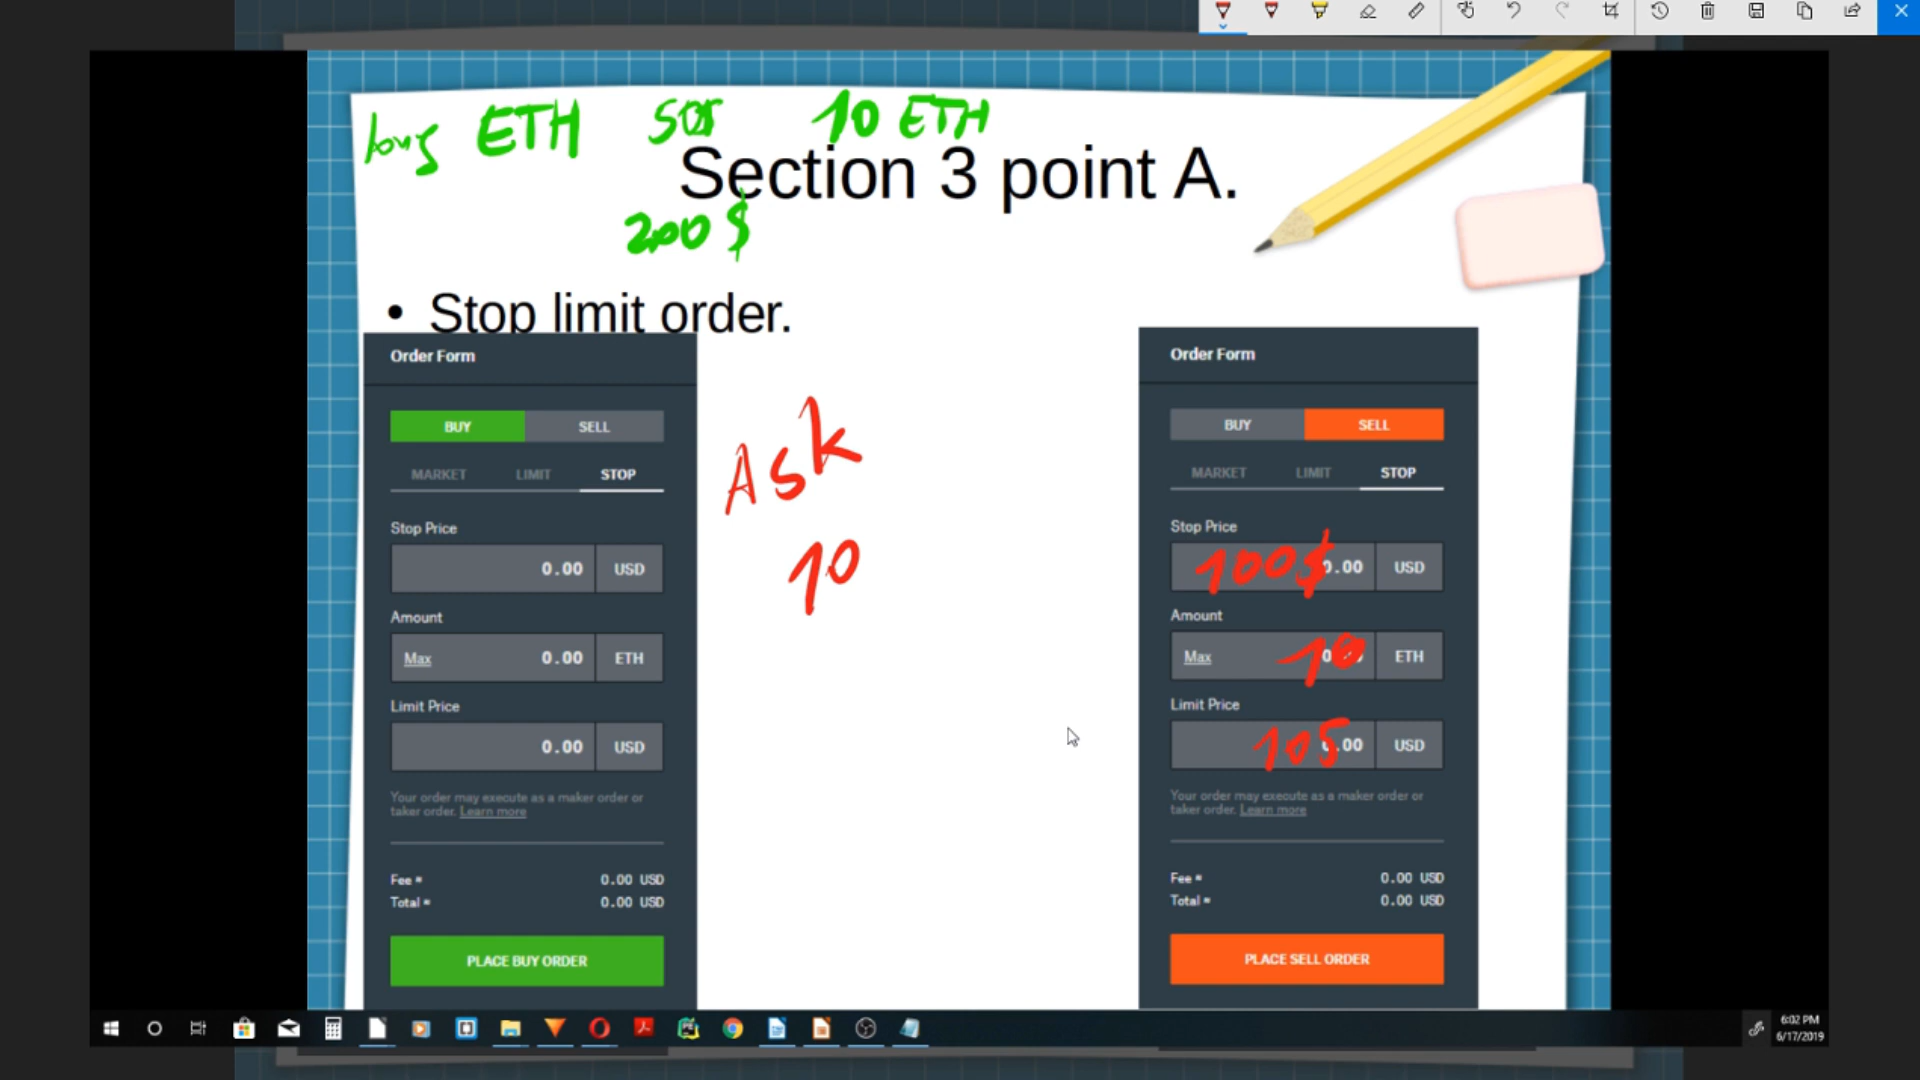 buy ETH for 10 ETH
Section 3 point A.
200 $
• Stop limit order.
Order Form
BUY SELL
MARKET LIMIT STOP
Stop Price
0.00 USD
Amount
Max 0.00 ETH
Limit Price
0.00 USD
Your order may execute as a maker order or
taker order. Learn more
Fee ≈ 0.00 USD
Total ≈ 0.00 USD
PLACE BUY ORDER
Ask
10
Order Form
BUY SELL
MARKET LIMIT STOP
Stop Price
100$ 0.00 USD
Amount
Max 10 ETH
Limit Price
105 0.00 USD
Your order may execute as a maker order or
taker order. Learn more
Fee ≈ 0.00 USD
Total ≈ 0.00 USD
PLACE SELL ORDER
6:02 PM
6/17/2019